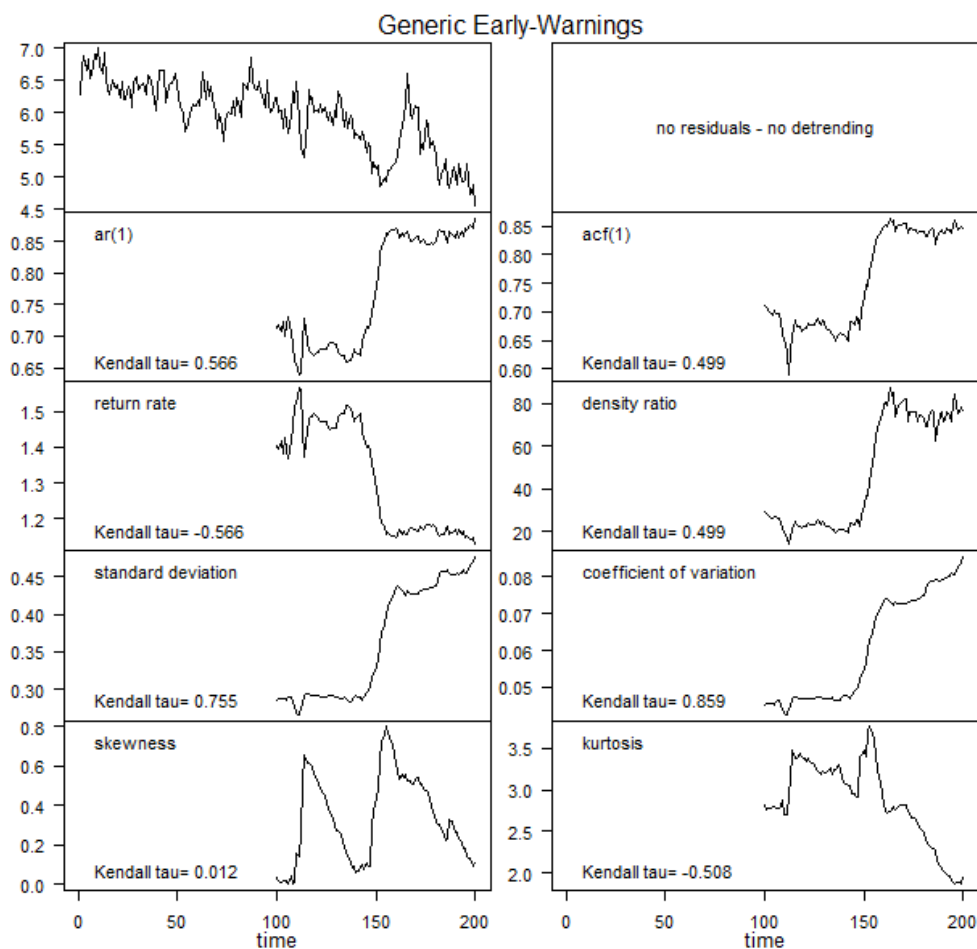 Generic Early-Warnings
7.0
6.5
6.0
5.5
5.0
4.5
no residuals - no detrending
ar(1)
0.85
0.80
0.75
0.70
0.65
Kendall tau= 0.566
acf(1)
0.85
0.80
0.75
0.70
0.65
0.60
Kendall tau= 0.499
return rate
1.5
1.4
1.3
1.2
Kendall tau= -0.566
density ratio
80
60
40
20
Kendall tau= 0.499
standard deviation
0.45
0.40
0.35
0.30
Kendall tau= 0.755
coefficient of variation
0.08
0.07
0.06
0.05
Kendall tau= 0.859
skewness
0.8
0.6
0.4
0.2
0.0
Kendall tau= 0.012
kurtosis
3.5
3.0
2.5
2.0
Kendall tau= -0.508
0 50 100 150 200
time
0 50 100 150 200
time